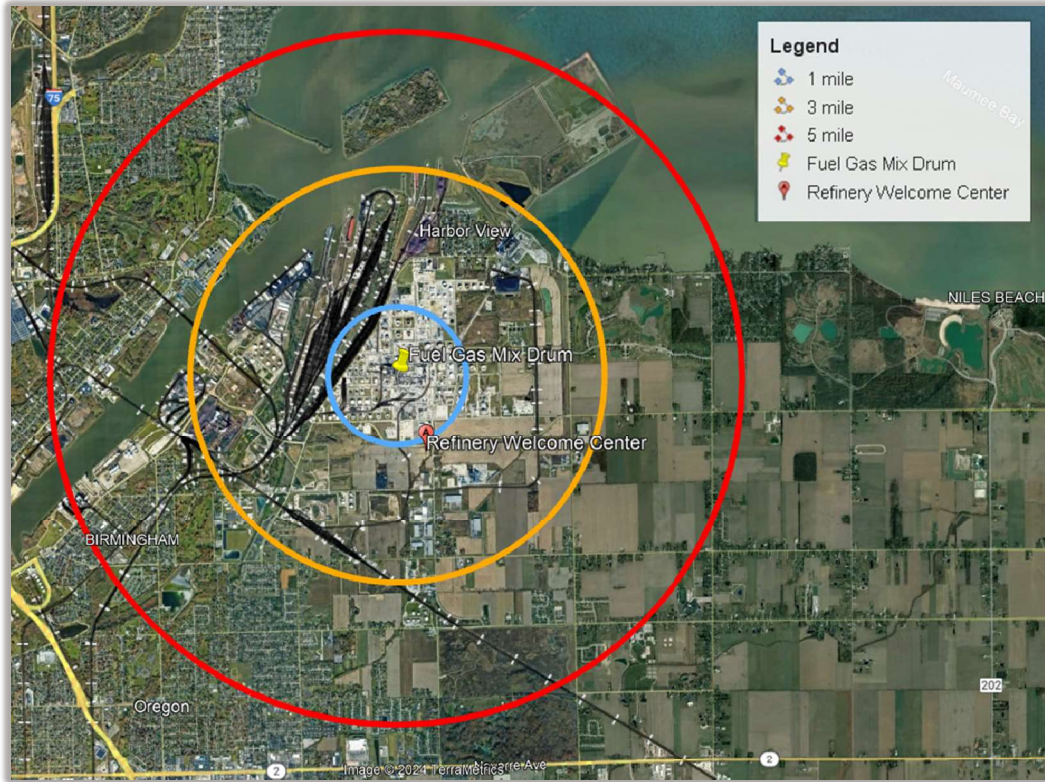 Legend
1 mile
3 mile
5 mile
Fuel Gas Mix Drum
Refinery Welcome Center
Maumee Bay
75
Harbor View
NILES BEACH
Fuel Gas Mix Drum
Refinery Welcome Center
BIRMINGHAM
202
Oregon
2
Image © 2024 TerraMetrics
Ave
2